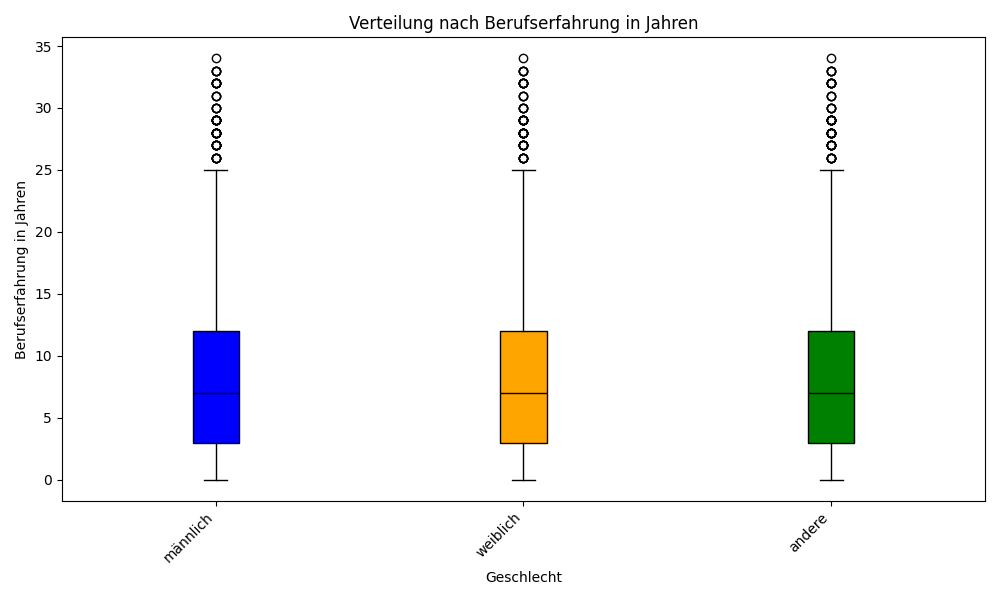 Verteilung nach Berufserfahrung in Jahren
Berufserfahrung in Jahren
35
30
25
20
15
10
5
0
männlich
weiblich
andere
Geschlecht